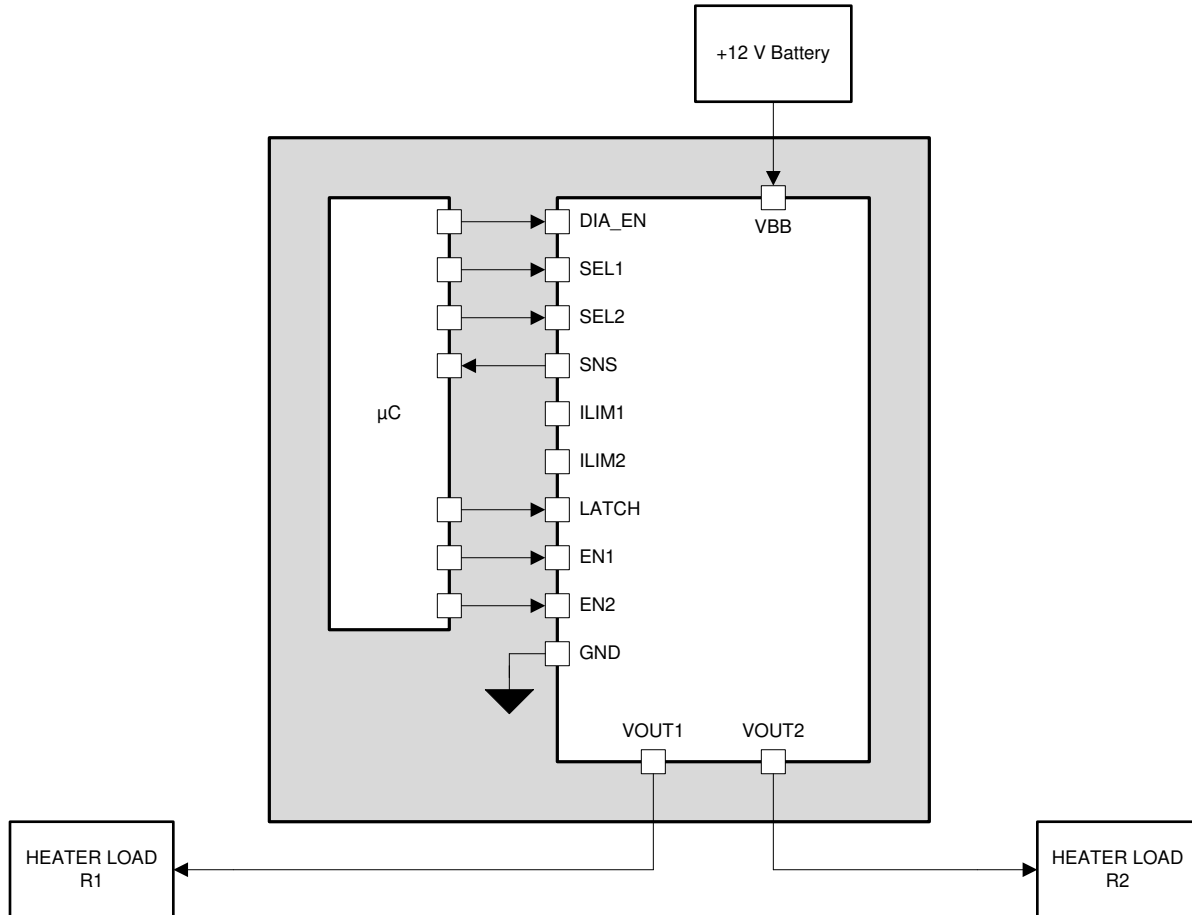 +12 V Battery
VBB
DIA_EN
SEL1
SEL2
SNS
ILIM1
ILIM2
LATCH
EN1
EN2
GND
µC
VOUT1
VOUT2
HEATER LOAD
R1
HEATER LOAD
R2